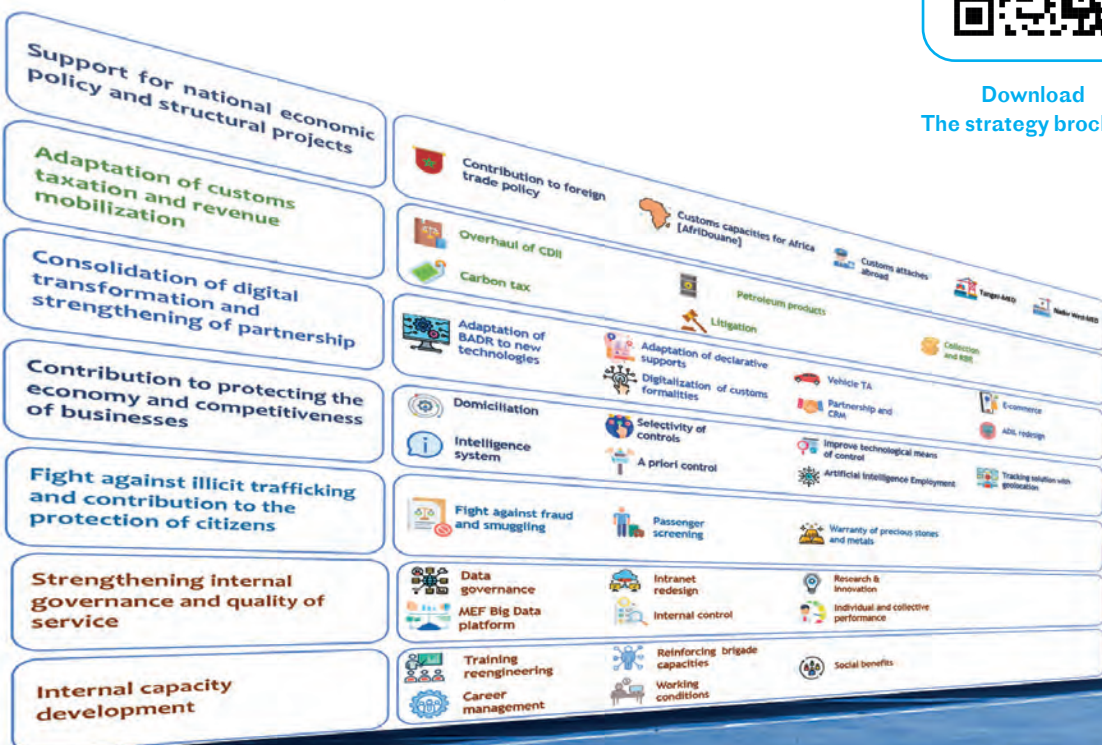 Download
The strategy broch
Support for national economic
policy and structural projects
Contribution to foreign
trade policy
Customs capacities for Africa
[AfriDouane]
Customs attaches
abroad
Tanger-MED
Nador West-MED
Adaptation of customs
taxation and revenue
mobilization
Overhaul of CDII
Carbon tax
Petroleum products
Litigation
Collection
and RBE
Consolidation of digital
transformation and
strengthening of partnership
Adaptation of
BADR to new
technologies
Adaptation of declarative
supports
Digitalization of customs
formalities
Vehicle TA
Partnership and
CRM
E-commerce
ADIL redesign
Contribution to protecting the
economy and competitiveness
of businesses
Domiciliation
Intelligence
system
Selectivity of
controls
A priori control
Improve technological means
of control
Artificial Intelligence Employment
Tracking solution with
geolocation
Fight against illicit trafficking
and contribution to the
protection of citizens
Fight against fraud
and smuggling
Passenger
screening
Warranty of precious stones
and metals
Strengthening internal
governance and quality of
service
Data
governance
MEF Big Data
platform
Intranet
redesign
Internal control
Research &
Innovation
Individual and collective
performance
Internal capacity
development
Training
reengineering
Career
management
Reinforcing brigade
capacities
Working
conditions
Social benefits